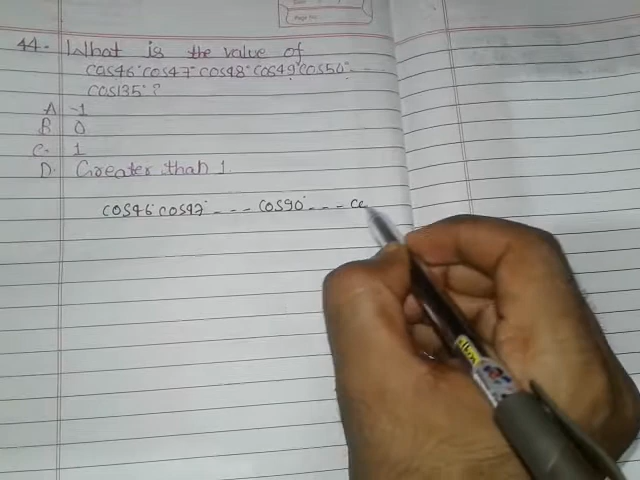 44. What is the value of
cos46° cos47° cos48° cos49° cos50° ---
cos135° ?
A -1
B 0
C. 1
D. Greater than 1.
cos46° cos47° - - - cos90° - - - co